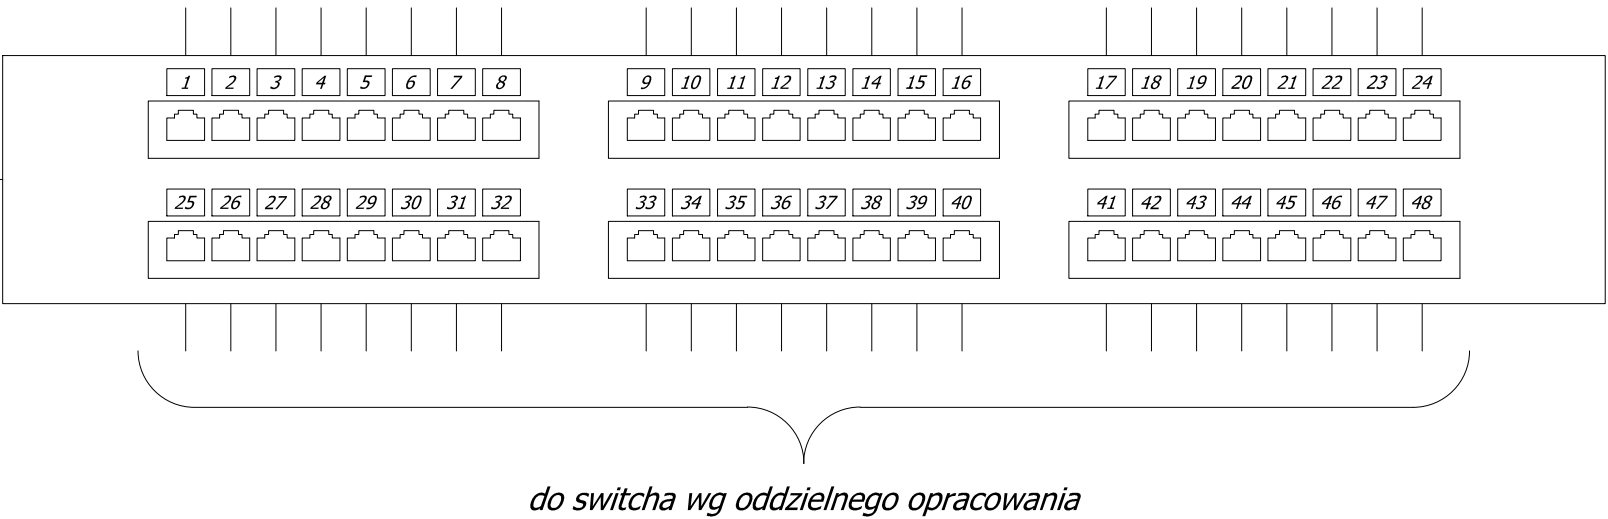 1 2 3 4 5 6 7 8 9 10 11 12 13 14 15 16 17 18 19 20 21 22 23 24
25 26 27 28 29 30 31 32 33 34 35 36 37 38 39 40 41 42 43 44 45 46 47 48
do switcha wg oddzielnego opracowania